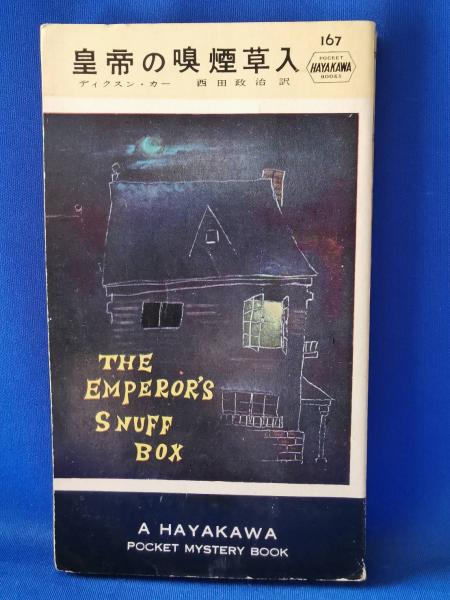 167
皇帝の嗅煙草入
POCKET
HAYAKAWA
BOOKS
ディクスン・カー 西田政治訳
THE
EMPEROR'S
SNUFF
BOX
A HAYAKAWA
POCKET MYSTERY BOOK